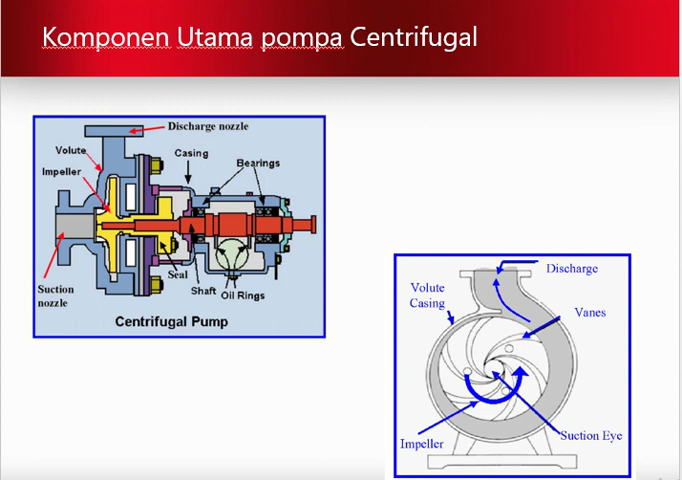 Komponen Utama pompa Centrifugal
Discharge nozzle
Volute
Casing
Bearings
Impeller
Suction
nozzle
Seal
Shaft
Oil Rings
Centrifugal Pump
Discharge
Volute
Casing
Vanes
Impeller
Suction Eye